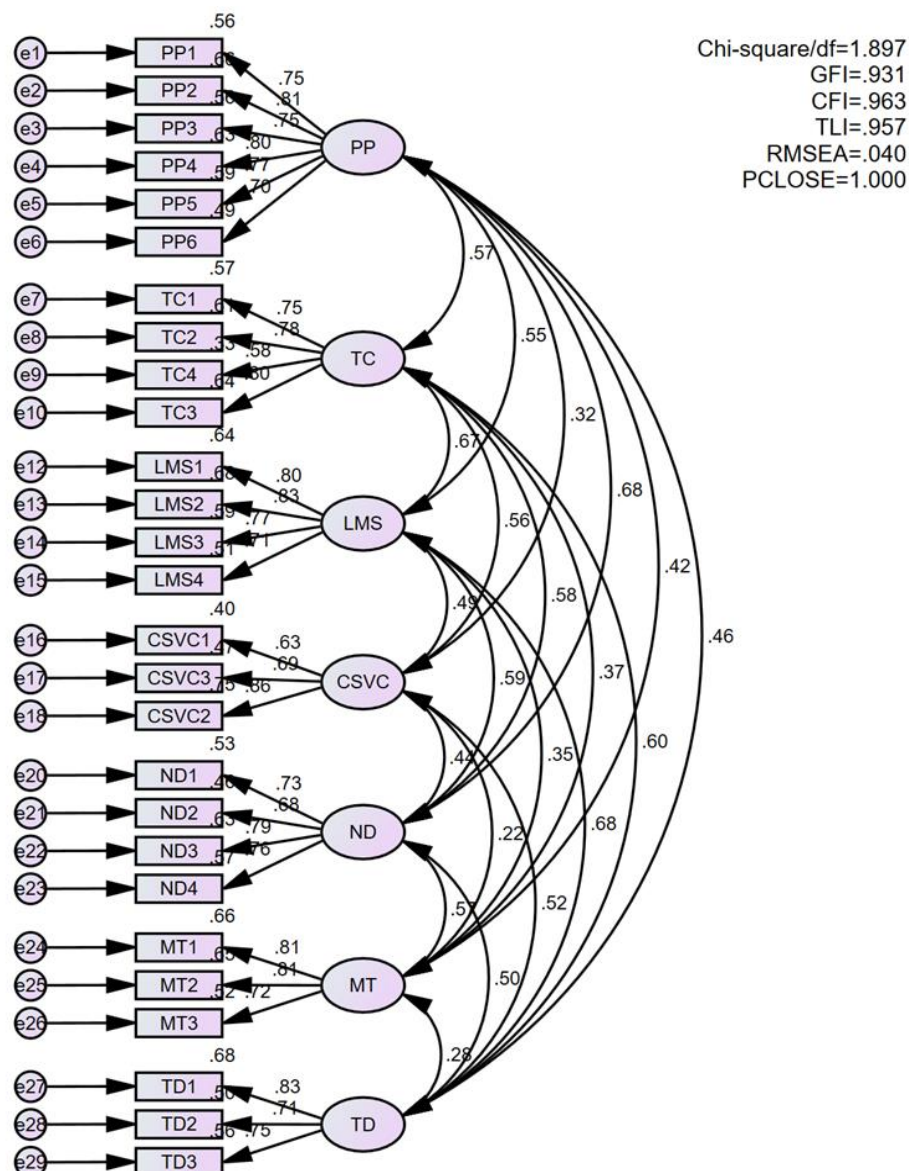 Chi-square/df=1.897
GFI=.931
CFI=.963
TLI=.957
RMSEA=.040
PCLOSE=1.000
.56
e1 PP1 .75
e2 PP2 .81
e3 PP3 .75
e4 PP4 .80
e5 PP5 .77
e6 PP6 .70
.49
PP
.57
.57
e7 TC1 .75
e8 TC2 .78
e9 TC4 .58
e10 TC3 .80
.64
TC
.55
.32
.67
.68
.64
e12 LMS1 .80
e13 LMS2 .83
e14 LMS3 .77
e15 LMS4 .71
.51
LMS
.56
.42
.58
.49
.46
.40
e16 CSVC1 .63
e17 CSVC3 .69
e18 CSVC2 .86
.75
CSVC
.59
.37
.60
.44
.35
.53
e20 ND1 .73
e21 ND2 .68
e22 ND3 .79
e23 ND4 .76
.57
ND
.22
.68
.52
.57
.66
e24 MT1 .81
e25 MT2 .81
e26 MT3 .72
.52
MT
.50
.28
.68
e27 TD1 .83
e28 TD2 .71
e29 TD3 .75
.56
TD